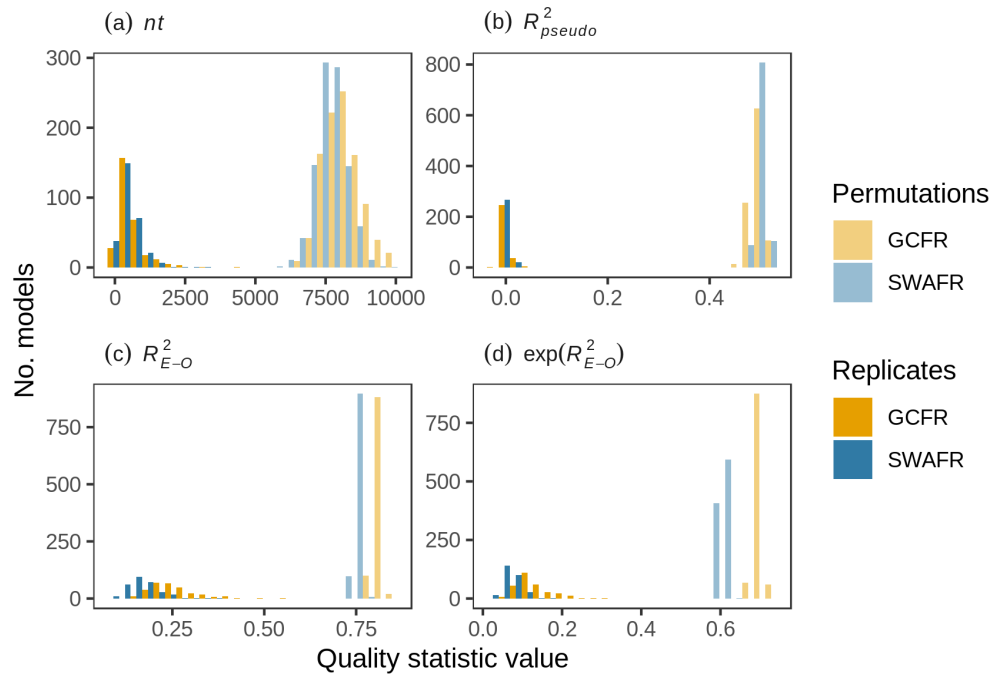 (a) nt
(b) R²pseudo
300
200
100
0
0 2500 5000 7500 10000
800
600
400
200
0
0.0 0.2 0.4
(c) R²E–O
(d) exp(R²E–O)
750
500
250
0
0.25 0.50 0.75
750
500
250
0
0.0 0.2 0.4 0.6
No. models
Quality statistic value
Permutations
GCFR
SWAFR
Replicates
GCFR
SWAFR